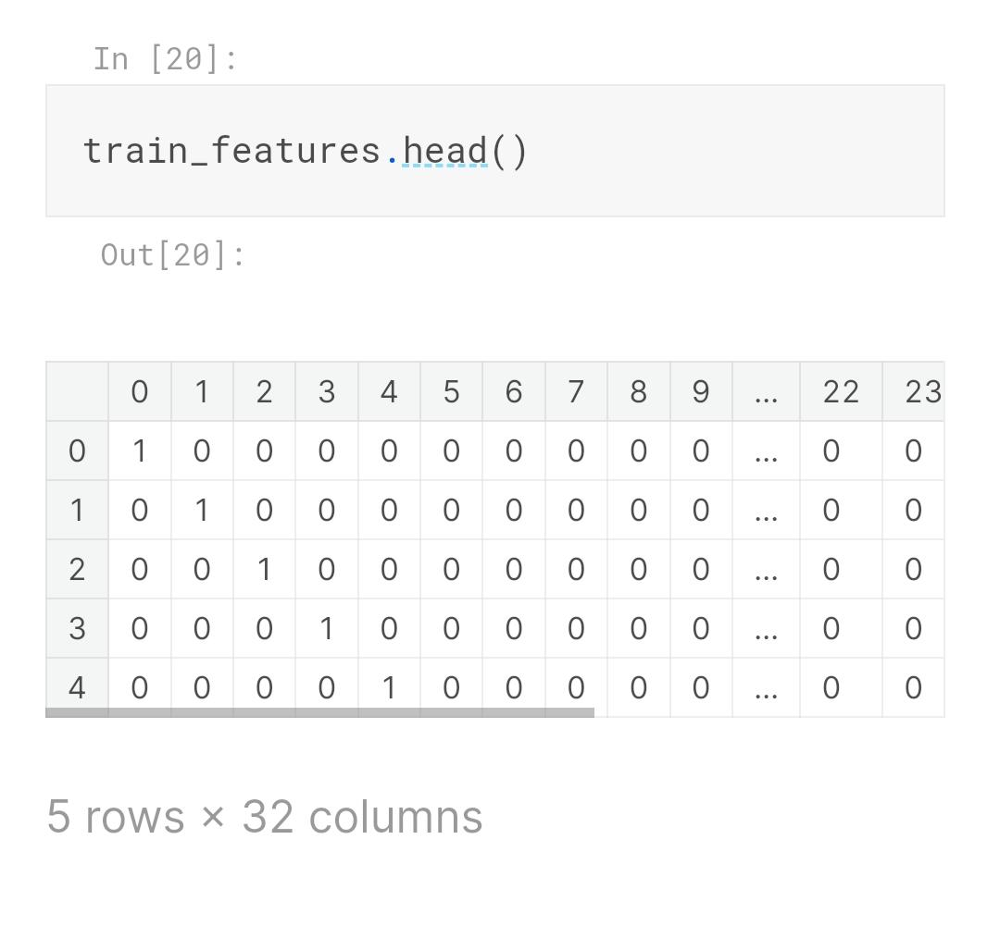 In [20]:
train_features.head()
Out[20]:
0 1 2 3 4 5 6 7 8 9 ... 22 23
0 1 0 0 0 0 0 0 0 0 0 ... 0 0
1 0 1 0 0 0 0 0 0 0 0 ... 0 0
2 0 0 1 0 0 0 0 0 0 0 ... 0 0
3 0 0 0 1 0 0 0 0 0 0 ... 0 0
4 0 0 0 0 1 0 0 0 0 0 ... 0 0
5 rows × 32 columns